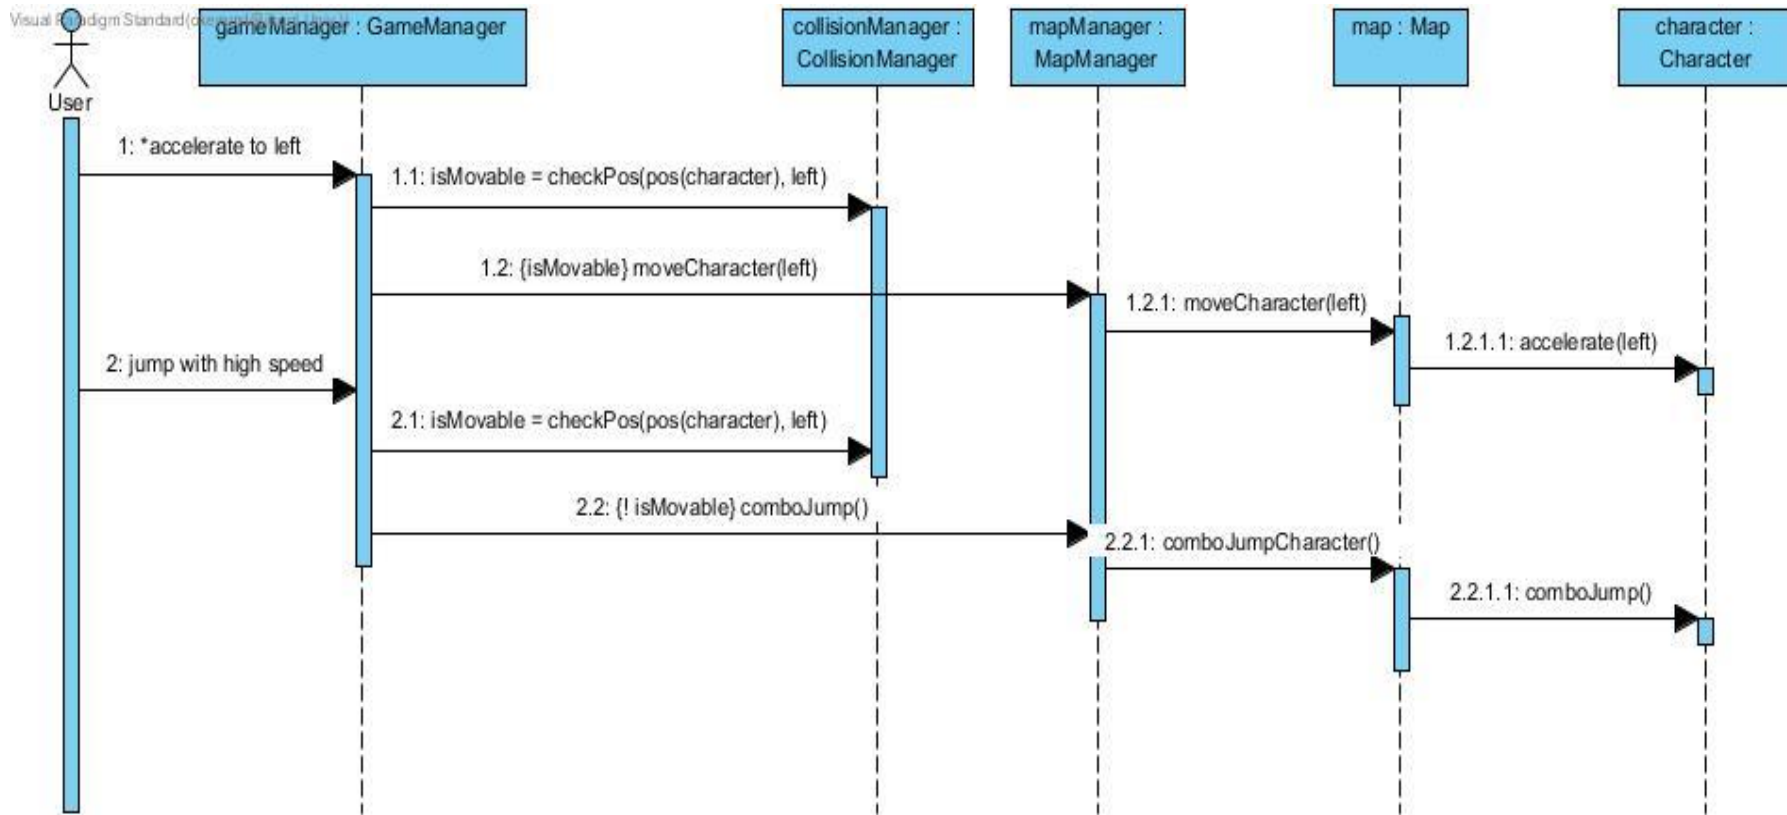 Visual Paradigm Standard
gameManager : GameManager
collisionManager :
CollisionManager
mapManager :
MapManager
map : Map
character :
Character
User
1: *accelerate to left
1.1: isMovable = checkPos(pos(character), left)
1.2: {isMovable} moveCharacter(left)
1.2.1: moveCharacter(left)
1.2.1.1: accelerate(left)
2: jump with high speed
2.1: isMovable = checkPos(pos(character), left)
2.2: {! isMovable} comboJump()
2.2.1: comboJumpCharacter()
2.2.1.1: comboJump()